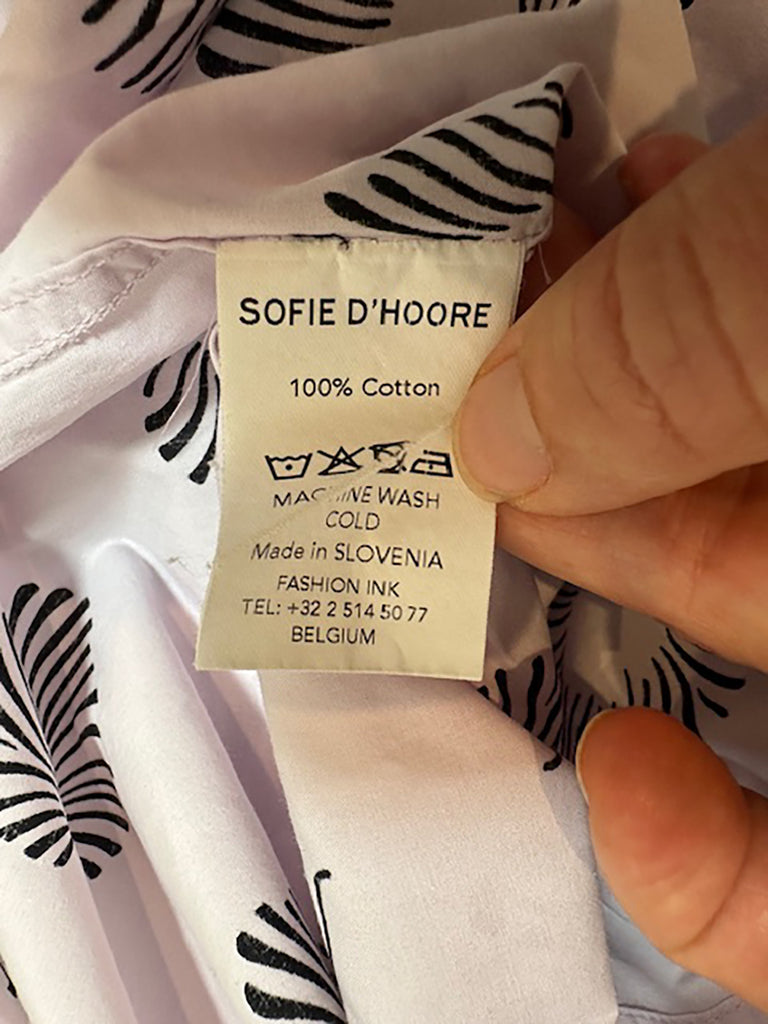 SOFIE D'HOORE
100% Cotton
MACHINE WASH
COLD
Made in SLOVENIA
FASHION INK
TEL: +32 2 514 50 77
BELGIUM